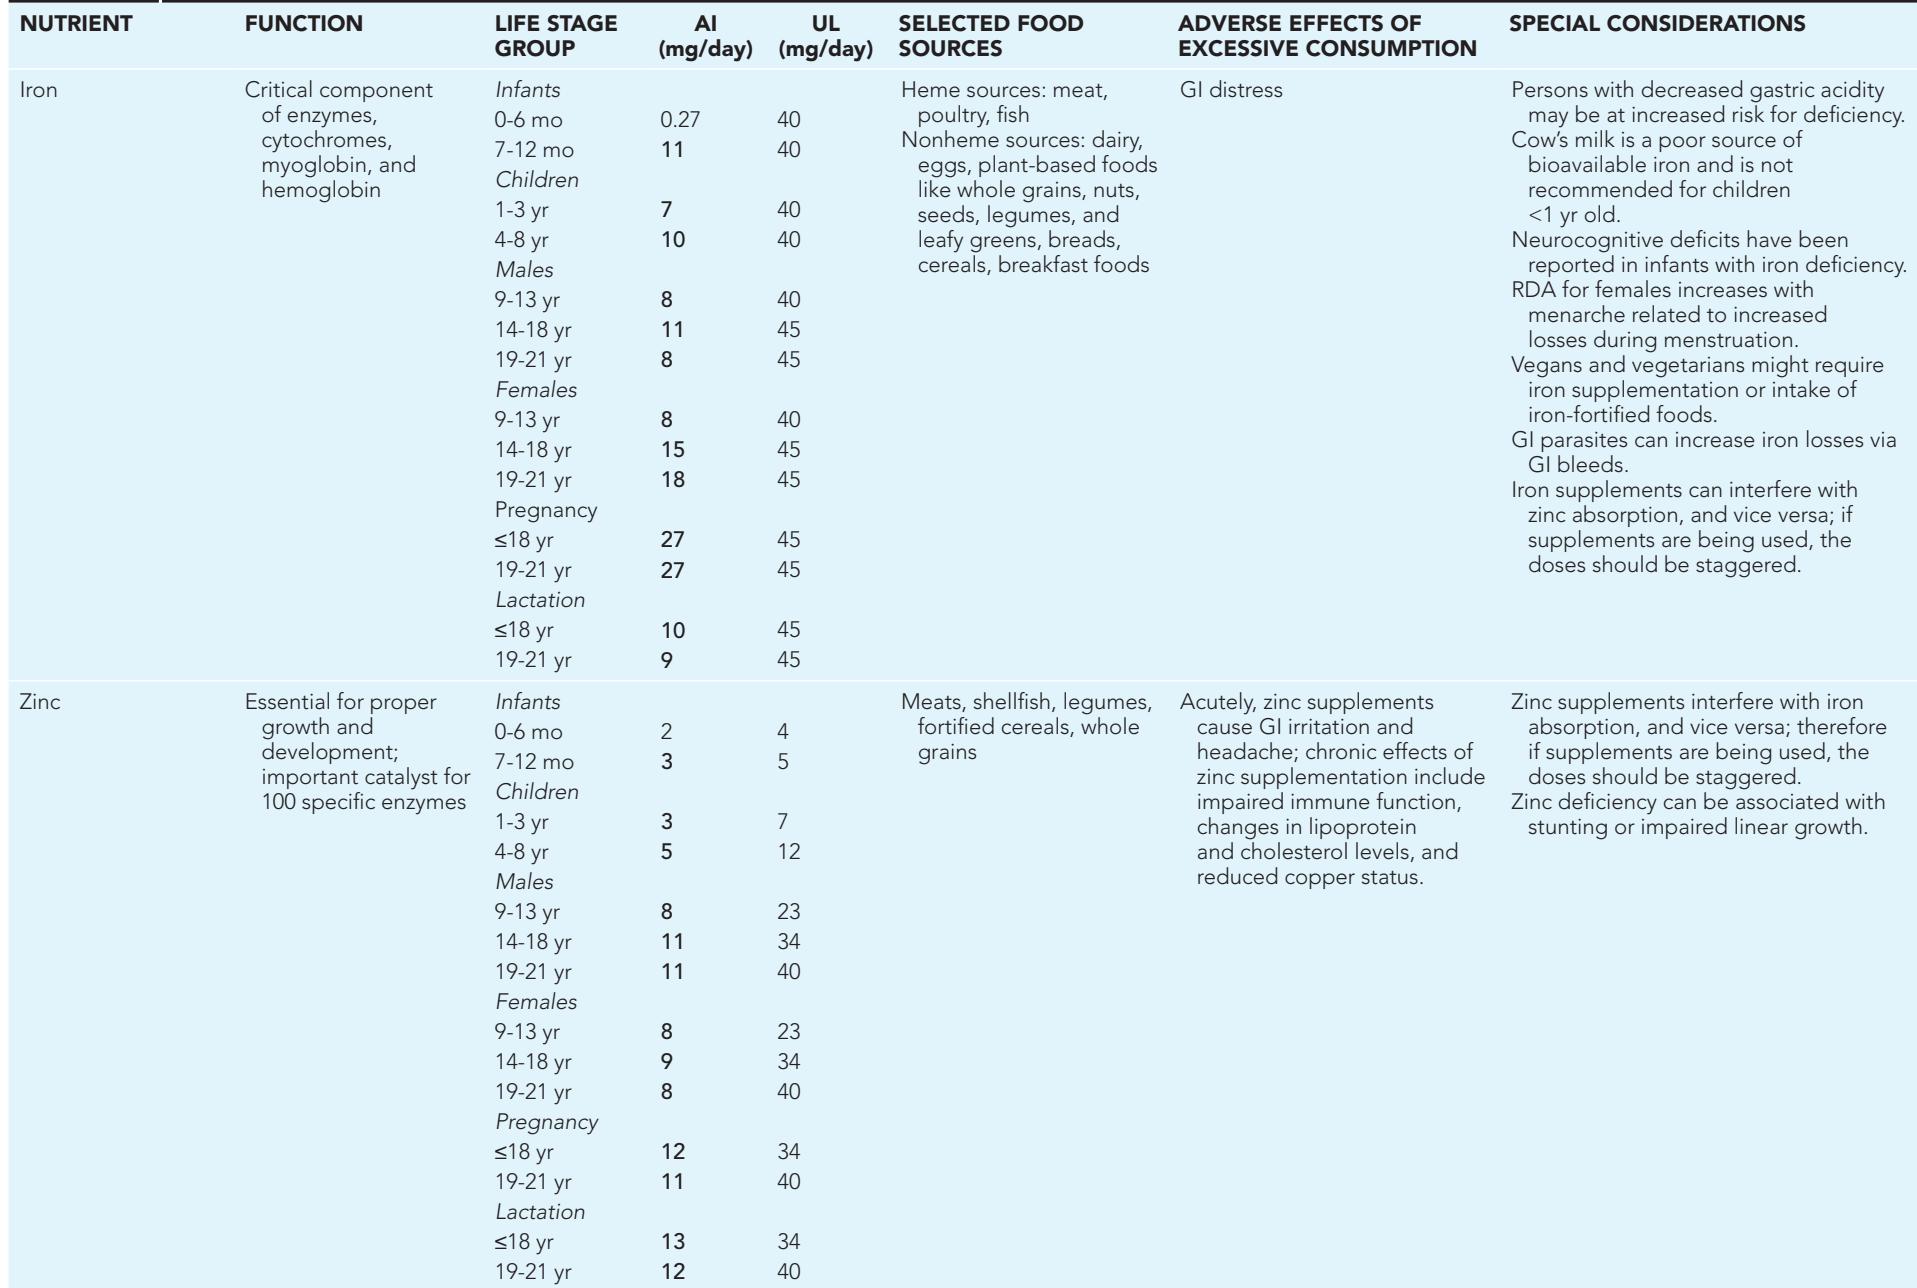 NUTRIENT FUNCTION LIFE STAGE GROUP AI (mg/day) UL (mg/day) SELECTED FOOD SOURCES ADVERSE EFFECTS OF EXCESSIVE CONSUMPTION SPECIAL CONSIDERATIONS
Iron
Critical component
of enzymes,
cytochromes,
myoglobin, and
hemoglobin
Infants
0-6 mo 0.27 40
7-12 mo 11 40
Children
1-3 yr 7 40
4-8 yr 10 40
Males
9-13 yr 8 40
14-18 yr 11 45
19-21 yr 8 45
Females
9-13 yr 8 40
14-18 yr 15 45
19-21 yr 18 45
Pregnancy
≤18 yr 27 45
19-21 yr 27 45
Lactation
≤18 yr 10 45
19-21 yr 9 45
Heme sources: meat,
poultry, fish
Nonheme sources: dairy,
eggs, plant-based foods
like whole grains, nuts,
seeds, legumes, and
leafy greens, breads,
cereals, breakfast foods
GI distress
Persons with decreased gastric acidity
may be at increased risk for deficiency.
Cow's milk is a poor source of
bioavailable iron and is not
recommended for children
<1 yr old.
Neurocognitive deficits have been
reported in infants with iron deficiency.
RDA for females increases with
menarche related to increased
losses during menstruation.
Vegans and vegetarians might require
iron supplementation or intake of
iron-fortified foods.
GI parasites can increase iron losses via
GI bleeds.
Iron supplements can interfere with
zinc absorption, and vice versa; if
supplements are being used, the
doses should be staggered.
Zinc
Essential for proper
growth and
development;
important catalyst for
100 specific enzymes
Infants
0-6 mo 2 4
7-12 mo 3 5
Children
1-3 yr 3 7
4-8 yr 5 12
Males
9-13 yr 8 23
14-18 yr 11 34
19-21 yr 11 40
Females
9-13 yr 8 23
14-18 yr 9 34
19-21 yr 8 40
Pregnancy
≤18 yr 12 34
19-21 yr 11 40
Lactation
≤18 yr 13 34
19-21 yr 12 40
Meats, shellfish, legumes,
fortified cereals, whole
grains
Acutely, zinc supplements
cause GI irritation and
headache; chronic effects of
zinc supplementation include
impaired immune function,
changes in lipoprotein
and cholesterol levels, and
reduced copper status.
Zinc supplements interfere with iron
absorption, and vice versa; therefore
if supplements are being used, the
doses should be staggered.
Zinc deficiency can be associated with
stunting or impaired linear growth.